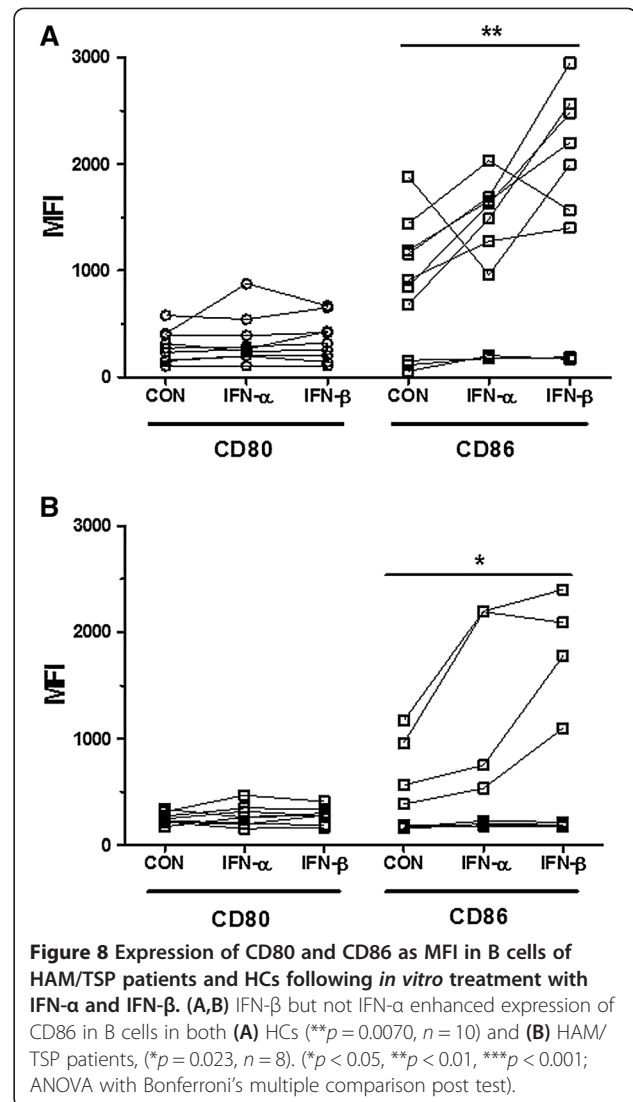 A
**
3000
2000
1000
0
MFI
CON IFN-α IFN-β CON IFN-α IFN-β
CD80 CD86
B
*
3000
2000
1000
0
MFI
CON IFN-α IFN-β CON IFN-α IFN-β
CD80 CD86
Figure 8 Expression of CD80 and CD86 as MFI in B cells of
HAM/TSP patients and HCs following in vitro treatment with
IFN-α and IFN-β. (A,B) IFN-β but not IFN-α enhanced expression of
CD86 in B cells in both (A) HCs (**p = 0.0070, n = 10) and (B) HAM/
TSP patients, (*p = 0.023, n = 8). (*p < 0.05, **p < 0.01, ***p < 0.001;
ANOVA with Bonferroni's multiple comparison post test).